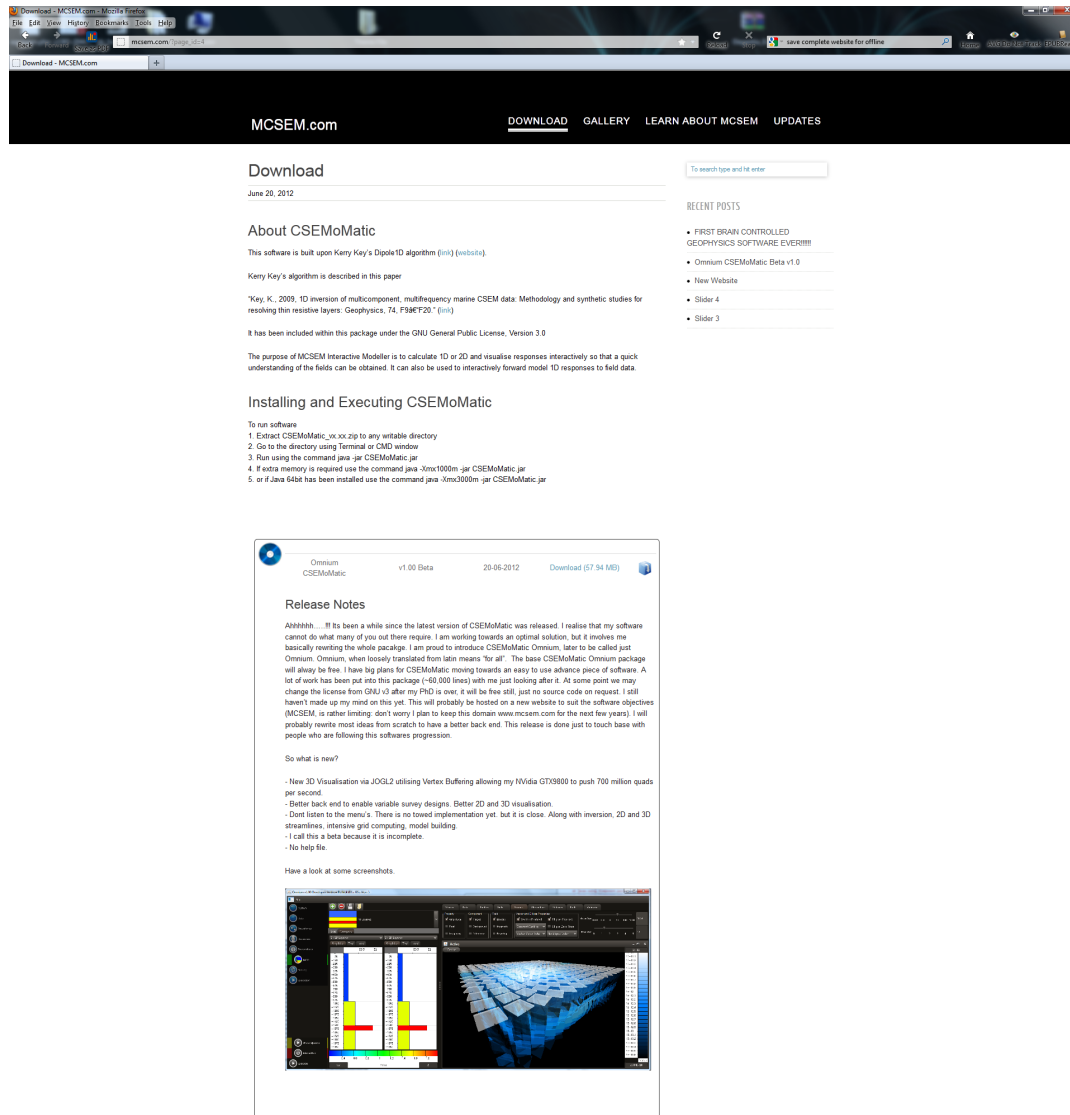 Download - MCSEM.com - Mozilla Firefox
File Edit View History Bookmarks Tools Help
Back Forward Save as PDF mcsem.com/?page_id=4 Reload Stop save complete website for offline Home
Download - MCSEM.com +
MCSEM.com
DOWNLOAD GALLERY LEARN ABOUT MCSEM UPDATES
Download
June 20, 2012
About CSEMoMatic
This software is built upon Kerry Key's Dipole1D algorithm (link) (website).
Kerry Key's algorithm is described in this paper
"Key, K., 2009, 1D inversion of multicomponent, multifrequency marine CSEM data: Methodology and synthetic studies for
resolving thin resistive layers: Geophysics, 74, F9â€"F20." (link)
It has been included within this package under the GNU General Public License, Version 3.0
The purpose of MCSEM Interactive Modeller is to calculate 1D or 2D and visualise responses interactively so that a quick
understanding of the fields can be obtained. It can also be used to interactively forward model 1D responses to field data.
Installing and Executing CSEMoMatic
To run software
1. Extract CSEMoMatic_vx.xx.zip to any writable directory
2. Go to the directory using Terminal or CMD window
3. Run using the command java -jar CSEMoMatic.jar
4. If extra memory is required use the command java -Xmx1000m -jar CSEMoMatic.jar
5. or if Java 64bit has been installed use the command java -Xmx3000m -jar CSEMoMatic.jar
To search type and hit enter
RECENT POSTS
• FIRST BRAIN CONTROLLED
GEOPHYSICS SOFTWARE EVER!!!!!!
• Omnium CSEMoMatic Beta v1.0
• New Website
• Slider 4
• Slider 3
Omnium
CSEMoMatic
v1.00 Beta 20-06-2012 Download (57.94 MB)
Release Notes
Ahhhhhh…..!!! Its been a while since the latest version of CSEMoMatic was released. I realise that my software
cannot do what many of you out there require. I am working towards an optimal solution, but it involves me
basically rewriting the whole pacakge. I am proud to introduce CSEMoMatic Omnium, later to be called just
Omnium. Omnium, when loosely translated from latin means "for all". The base CSEMoMatic Omnium package
will alway be free. I have big plans for CSEMoMatic moving towards an easy to use advance piece of software. A
lot of work has been put into this package (~60,000 lines) with me just looking after it. At some point we may
change the license from GNU v3 after my PhD is over, it will be free still, just no source code on request. I still
haven't made up my mind on this yet. This will probably be hosted on a new website to suit the software objectives
(MCSEM, is rather limiting: don't worry I plan to keep this domain www.mcsem.com for the next few years). I will
probably rewrite most ideas from scratch to have a better back end. This release is done just to touch base with
people who are following this softwares progression.
So what is new?
- New 3D Visualisation via JOGL2 utilising Vertex Buffering allowing my NVidia GTX9800 to push 700 million quads
per second.
- Better back end to enable variable survey designs. Better 2D and 3D visualisation.
- Dont listen to the menu's. There is no towed implementation yet. but it is close. Along with inversion, 2D and 3D
streamlines, intensive grid computing, model building.
- I call this a beta because it is incomplete.
- No help file.
Have a look at some screenshots.